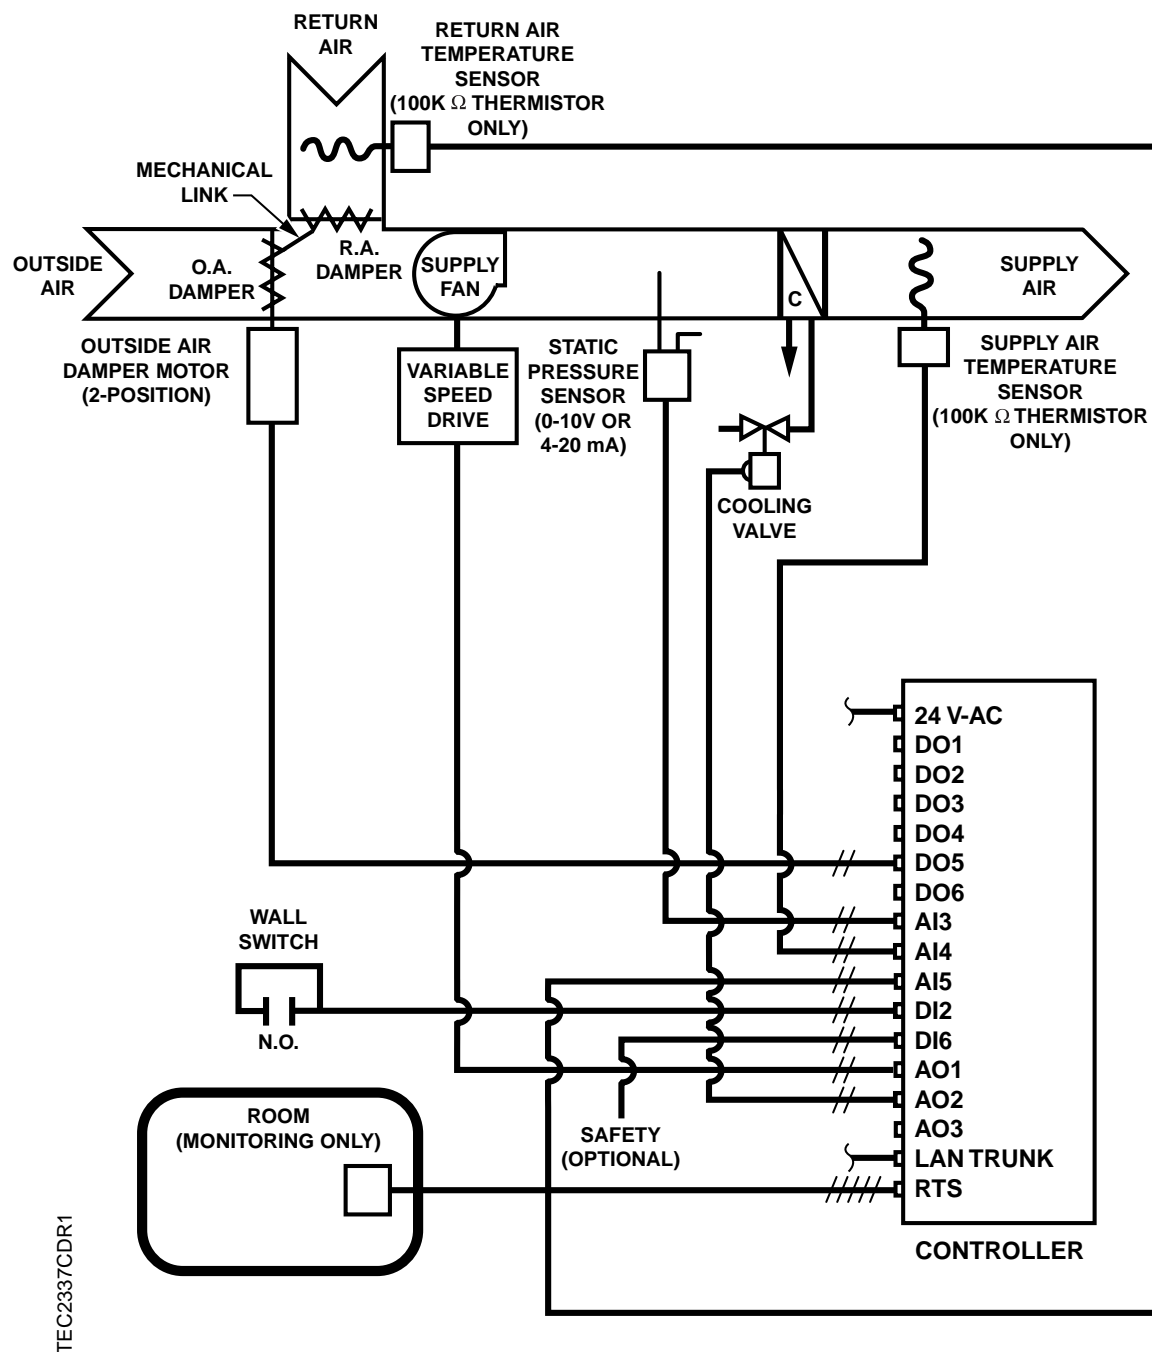 RETURN
AIR
RETURN AIR
TEMPERATURE
SENSOR
(100K Ω THERMISTOR
ONLY)
MECHANICAL
LINK
OUTSIDE
AIR
O.A.
DAMPER
R.A.
DAMPER
SUPPLY
FAN
C
SUPPLY
AIR
OUTSIDE AIR
DAMPER MOTOR
(2-POSITION)
VARIABLE
SPEED
DRIVE
STATIC
PRESSURE
SENSOR
(0-10V OR
4-20 mA)
COOLING
VALVE
SUPPLY AIR
TEMPERATURE
SENSOR
(100K Ω THERMISTOR
ONLY)
24 V-AC
DO1
DO2
DO3
DO4
DO5
DO6
AI3
AI4
AI5
DI2
DI6
AO1
AO2
AO3
LAN TRUNK
RTS
CONTROLLER
WALL
SWITCH
N.O.
ROOM
(MONITORING ONLY)
SAFETY
(OPTIONAL)
TEC2337CDR1